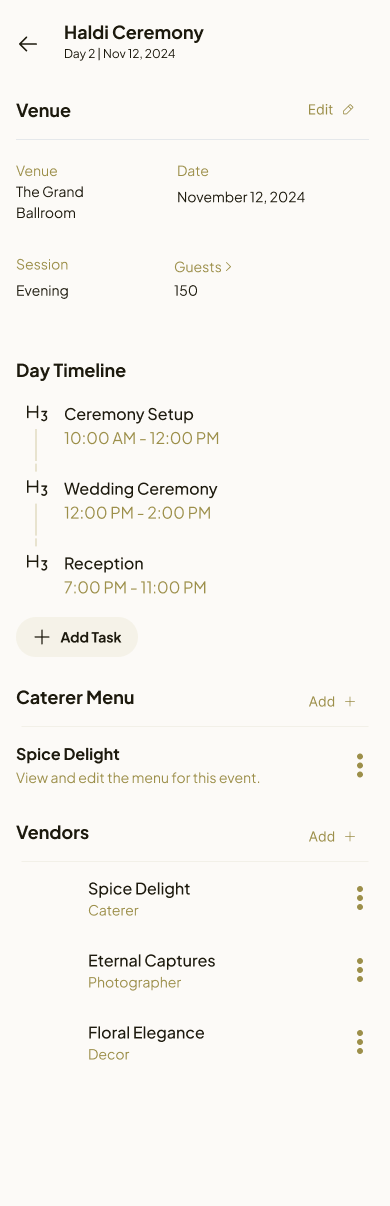 Haldi Ceremony
Day 2 | Nov 12, 2024
Venue
Edit
Venue
Date
The Grand
Ballroom
November 12, 2024
Session
Guests >
Evening
150
Day Timeline
H3
Ceremony Setup
10:00 AM - 12:00 PM
H3
Wedding Ceremony
12:00 PM - 2:00 PM
H3
Reception
7:00 PM - 11:00 PM
+ Add Task
Caterer Menu
Add +
Spice Delight
View and edit the menu for this event.
Vendors
Add +
Spice Delight
Caterer
Eternal Captures
Photographer
Floral Elegance
Decor